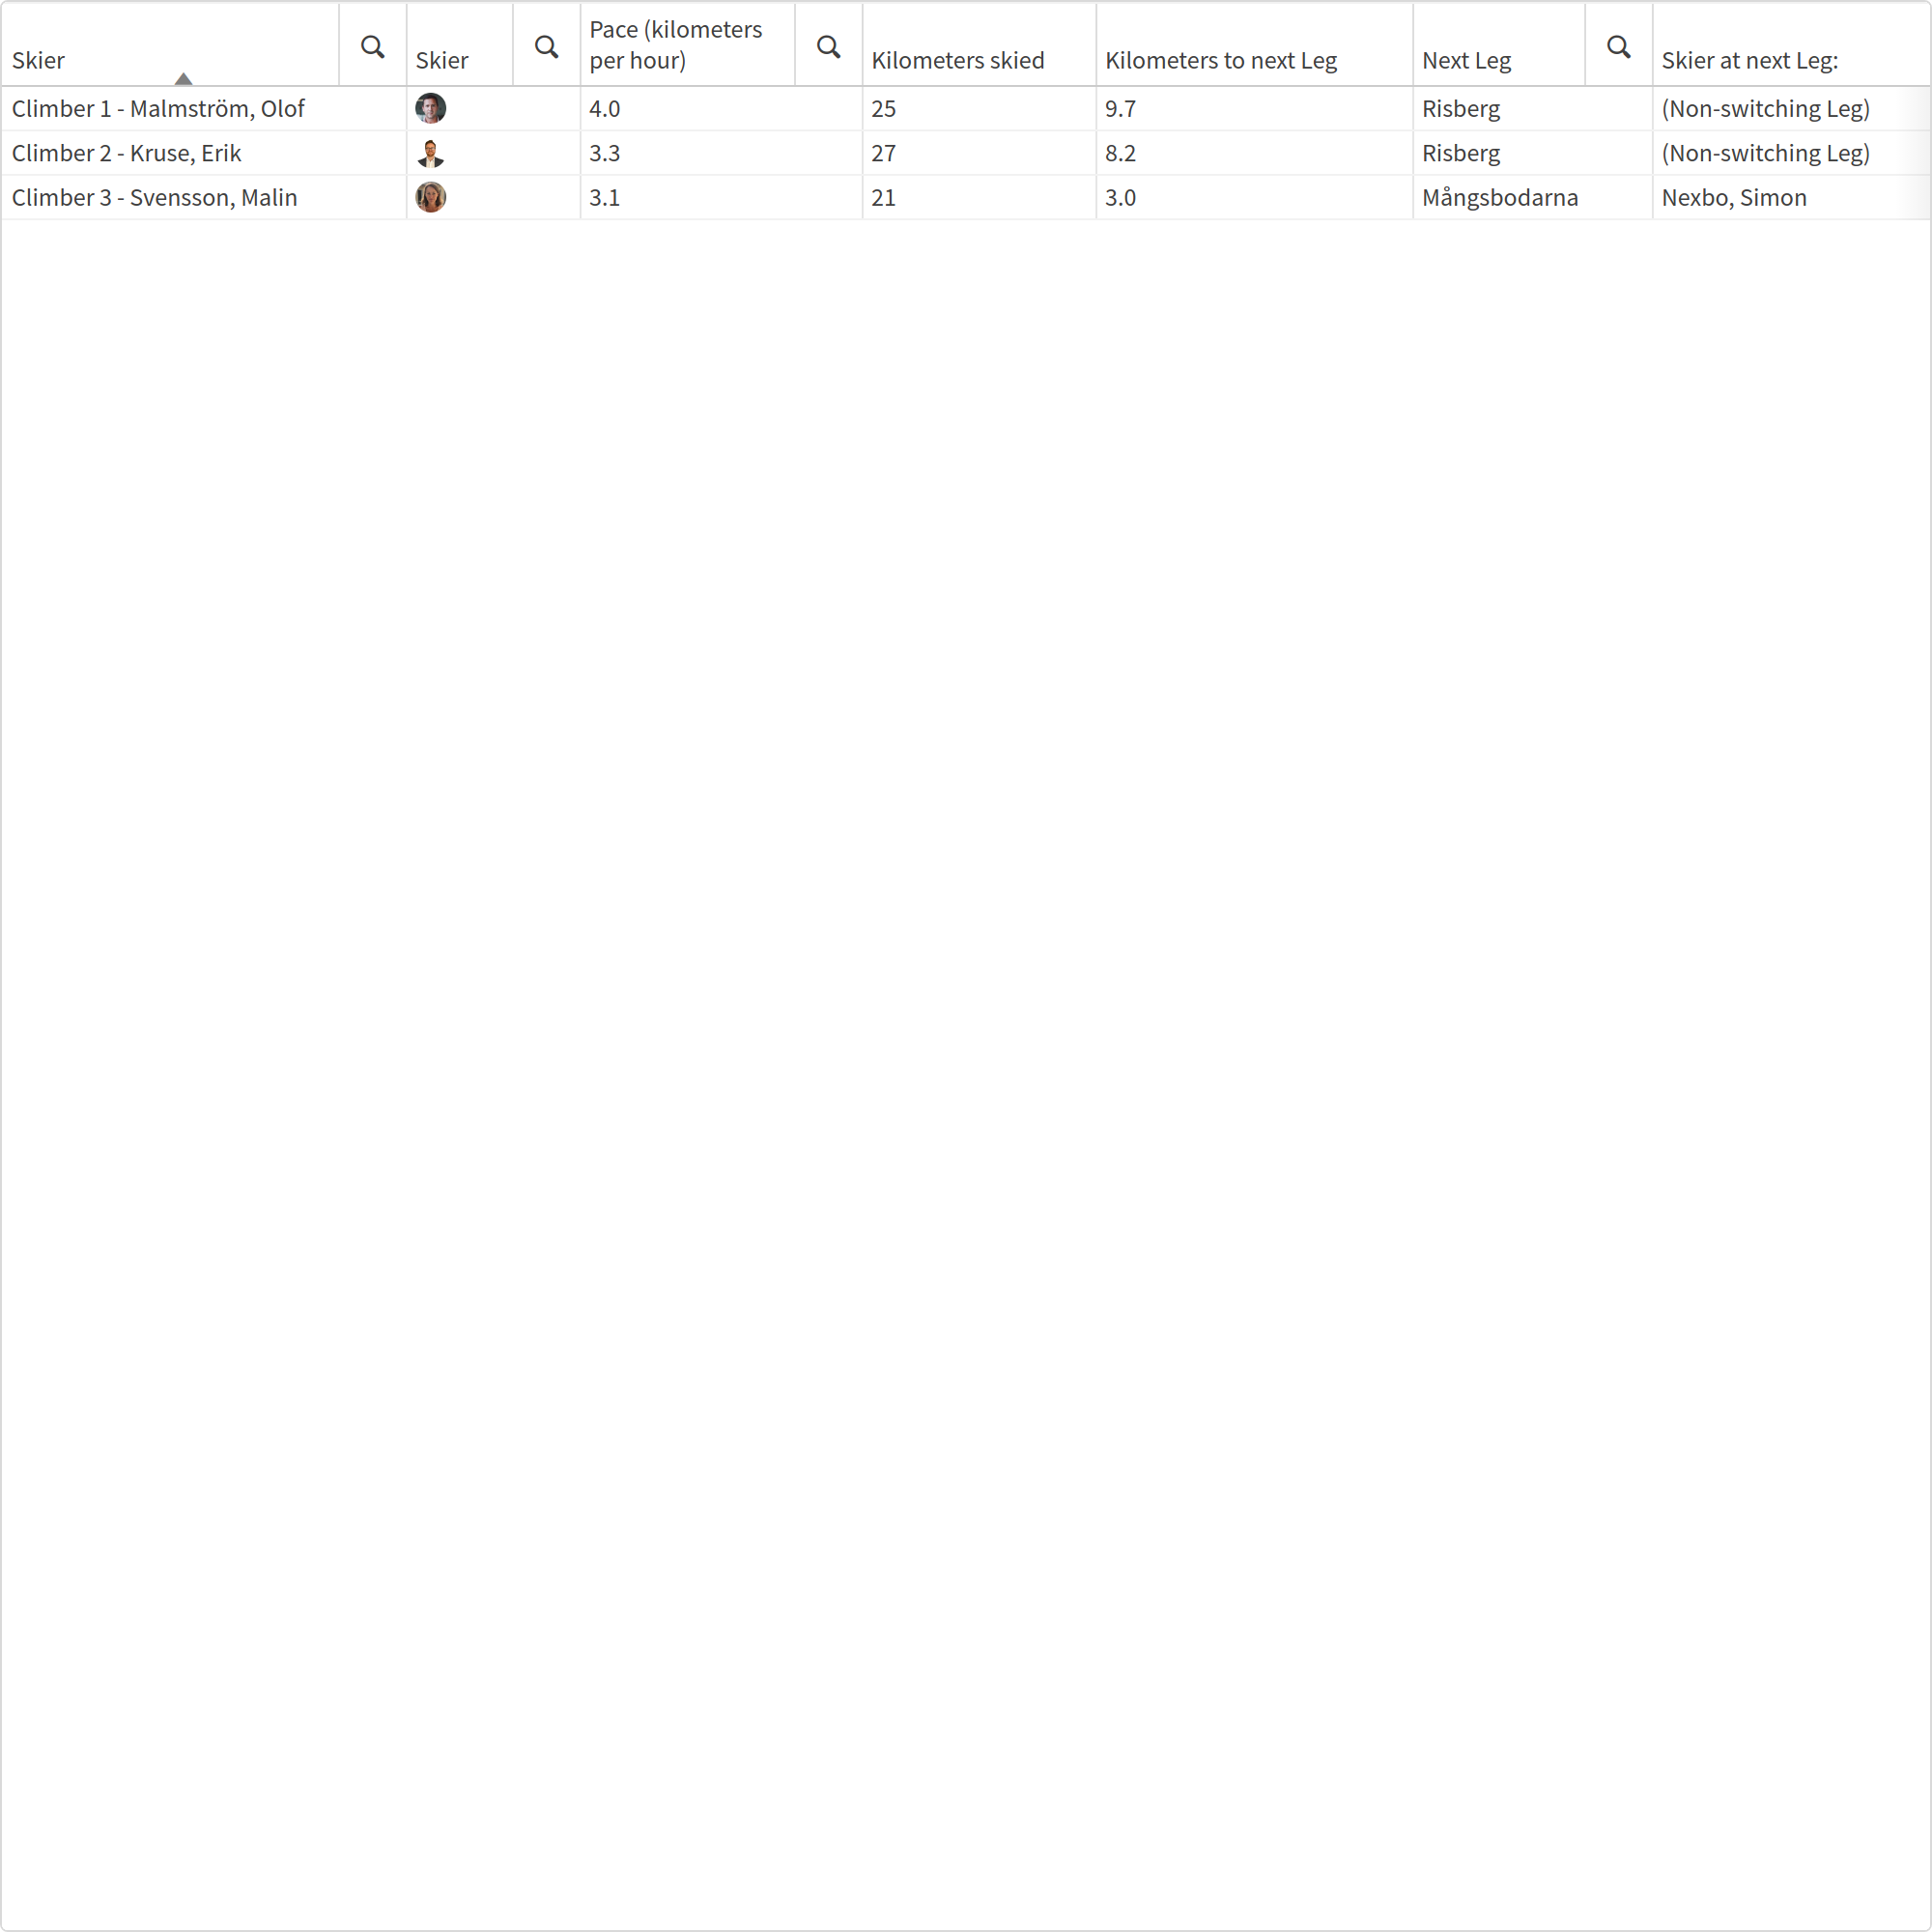 Skier
Skier
Pace (kilometers
per hour)
Kilometers skied
Kilometers to next Leg
Next Leg
Skier at next Leg:
Climber 1 - Malmström, Olof 4.0 25 9.7 Risberg (Non-switching Leg)
Climber 2 - Kruse, Erik 3.3 27 8.2 Risberg (Non-switching Leg)
Climber 3 - Svensson, Malin 3.1 21 3.0 Mångsbodarna Nexbo, Simon